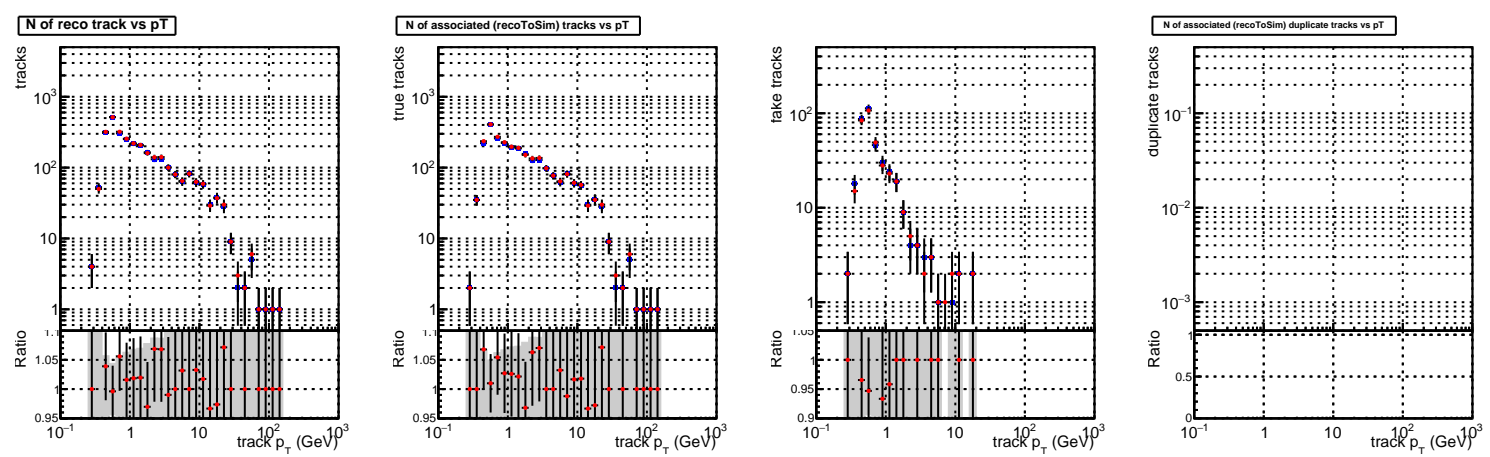 N of reco track vs pT
tracks
10³
10²
10
1
Ratio
1.1
1.05
1
0.95
10⁻¹ 1 10 10² 10³
track pT (GeV)
N of associated (recoToSim) tracks vs pT
true tracks
10³
10²
10
1
Ratio
1.1
1.05
1
0.95
10⁻¹ 1 10 10² 10³
track pT (GeV)
fake tracks
10²
10
1
Ratio
1.05
1
0.95
0.9
10⁻¹ 1 10 10² 10³
track pT (GeV)
N of associated (recoToSim) duplicate tracks vs pT
duplicate tracks
10⁻¹
10⁻²
10⁻³
Ratio
1
0.5
0
10⁻¹ 1 10 10² 10³
track pT (GeV)